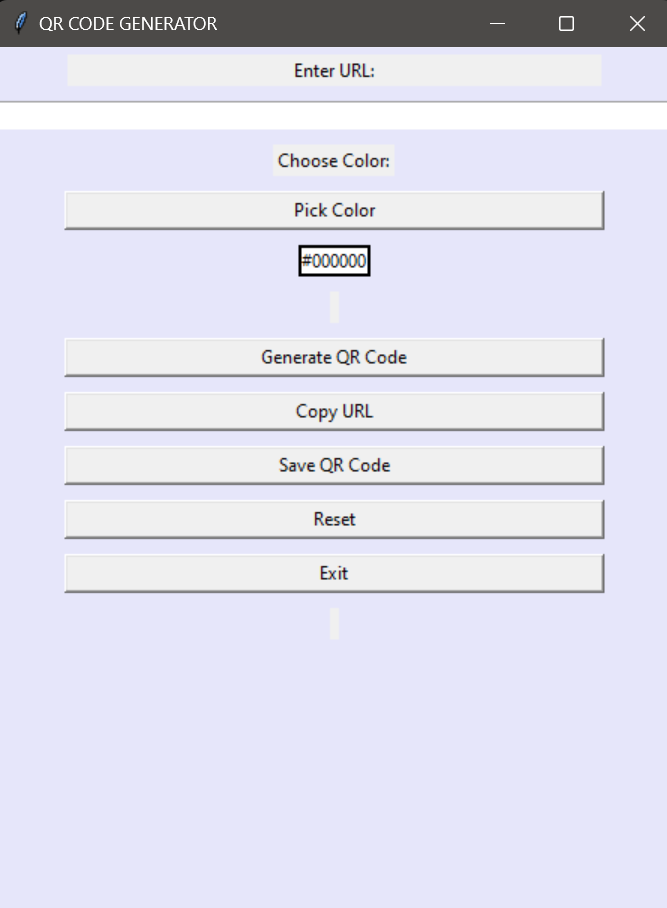 QR CODE GENERATOR
Enter URL:
Choose Color:
Pick Color
#000000
Generate QR Code
Copy URL
Save QR Code
Reset
Exit